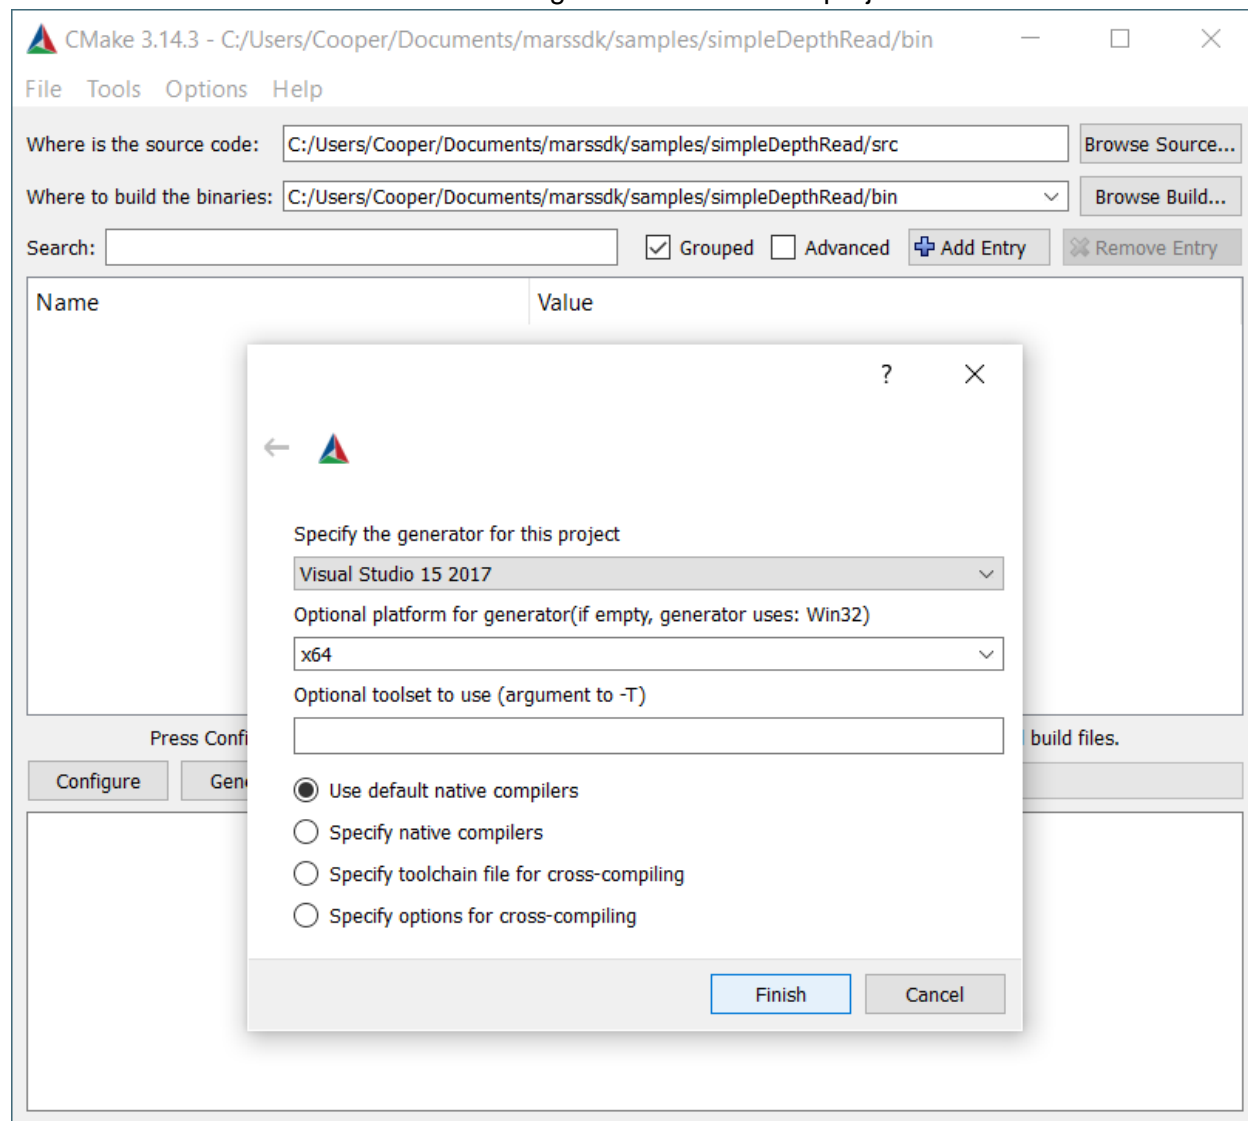 CMake 3.14.3 - C:/Users/Cooper/Documents/marssdk/samples/simpleDepthRead/bin
File Tools Options Help
Where is the source code: C:/Users/Cooper/Documents/marssdk/samples/simpleDepthRead/src Browse Source...
Where to build the binaries: C:/Users/Cooper/Documents/marssdk/samples/simpleDepthRead/bin Browse Build...
Search: Grouped Advanced Add Entry Remove Entry
Name Value
?
Specify the generator for this project
Visual Studio 15 2017
Optional platform for generator(if empty, generator uses: Win32)
x64
Optional toolset to use (argument to -T)
Press Confi build files.
Configure Gene
Use default native compilers
Specify native compilers
Specify toolchain file for cross-compiling
Specify options for cross-compiling
Finish Cancel